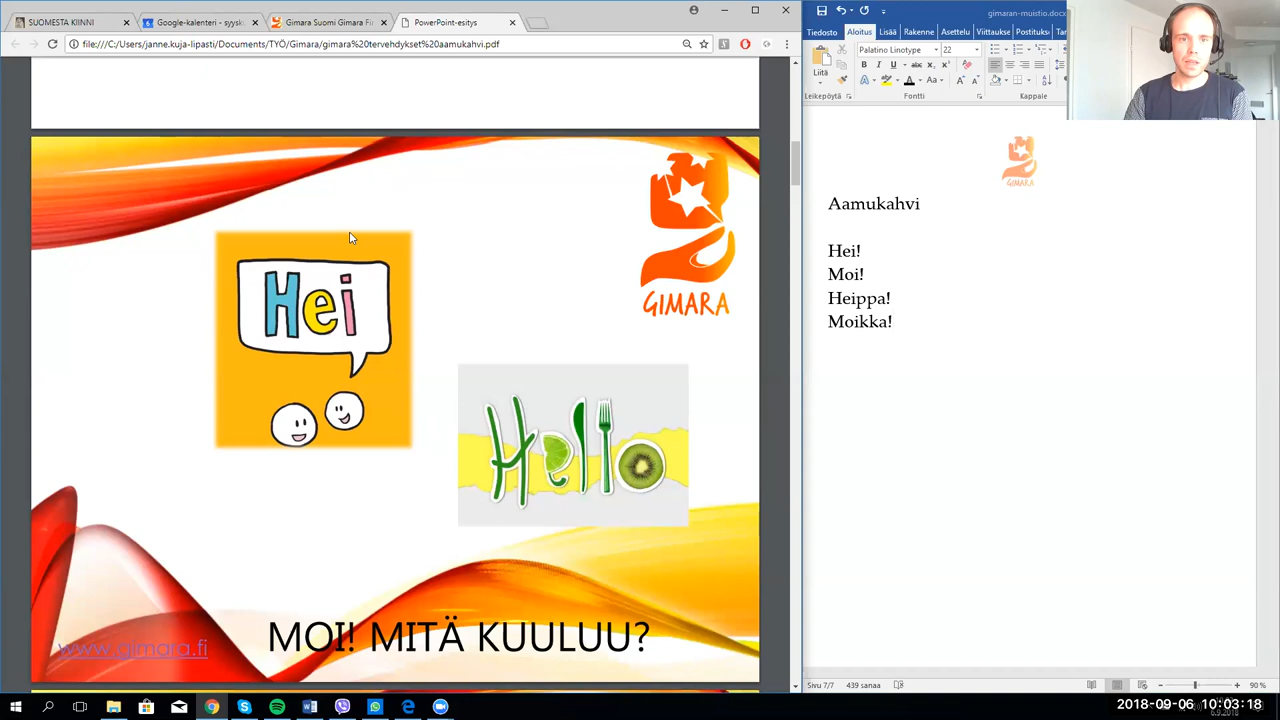 SUOMESTA KIINNI
Google-kalenteri - syysk
Gimara Suomi Gimara Fi
PowerPoint-esitys
file:///C:/Users/janne.kuja-lipasti/Documents/TYÖ/Gimara/gimara%20tervehdykset%20aamukahvi.pdf
Hei
GIMARA
Hello
www.gimara.fi
MOI! MITÄ KUULUU?
gimaran-muistio.docx
Tiedosto
Aloitus
Lisää
Rakenne
Asettelu
Viittaukse
Postitukse
Tar
Palatino Linotype
22
Liitä
Leikepöytä
Fontti
Kappale
GIMARA
Aamukahvi
Hei!
Moi!
Heippa!
Moikka!
Sivu 7/7
439 sanaa
90 %
2018-09-06 10:03:18